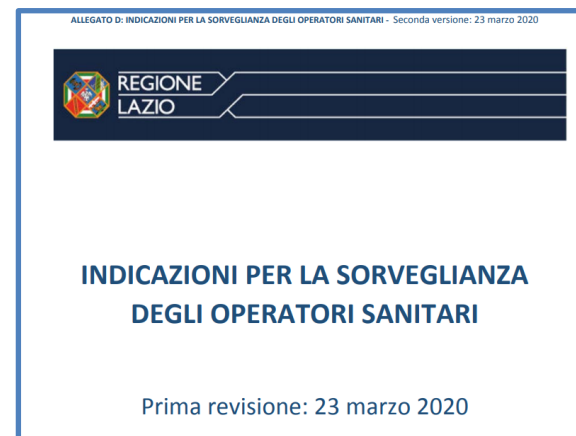 ALLEGATO D: INDICAZIONI PER LA SORVEGLIANZA DEGLI OPERATORI SANITARI - Seconda versione: 23 marzo 2020
REGIONE
LAZIO
INDICAZIONI PER LA SORVEGLIANZA
DEGLI OPERATORI SANITARI
Prima revisione: 23 marzo 2020